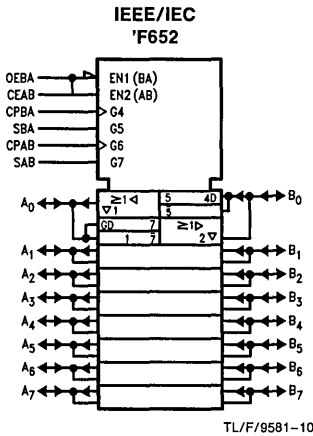 IEEE/IEC
'F652
OEBA EN1 (BA)
CEAB EN2 (AB)
CPBA G4
SBA G5
CPAB G6
SAB G7
A0 ≥1 ◁ 5 4D B0
▽1 5
GD 7 ≥1 ▷
1 7 2 ▽
A1 B1
A2 B2
A3 B3
A4 B4
A5 B5
A6 B6
A7 B7
TL/F/9581–10